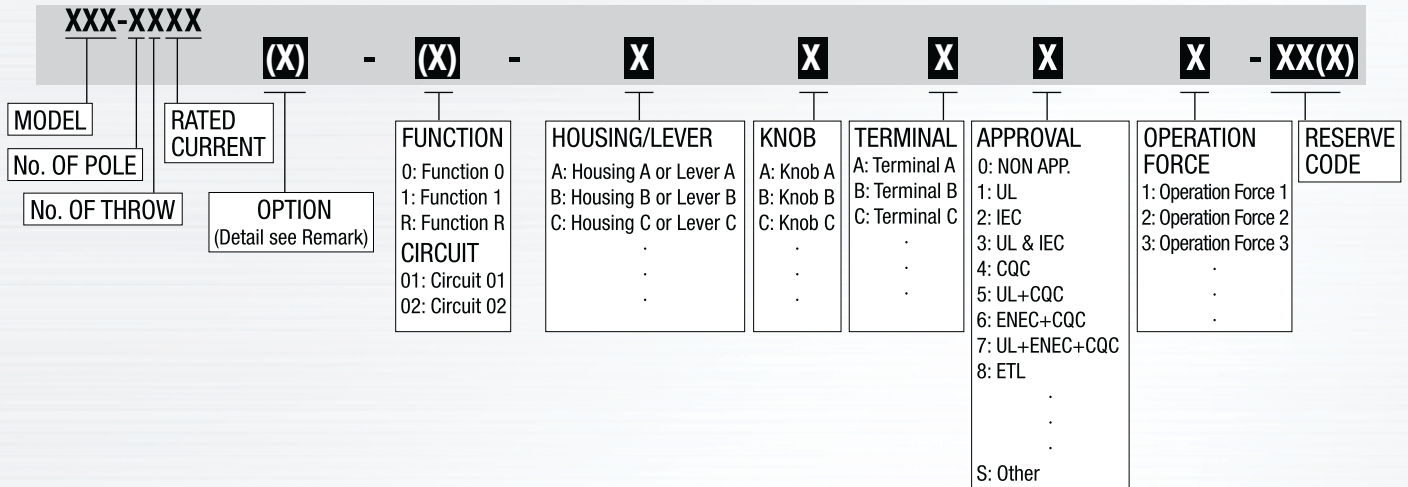 XXX-XXXX
(X) - (X) - X X X X X - XX(X)
MODEL
No. OF POLE
No. OF THROW
RATED
CURRENT
OPTION
(Detail see Remark)
FUNCTION
0: Function 0
1: Function 1
R: Function R
CIRCUIT
01: Circuit 01
02: Circuit 02
HOUSING/LEVER
A: Housing A or Lever A
B: Housing B or Lever B
C: Housing C or Lever C
.
.
.
KNOB
A: Knob A
B: Knob B
C: Knob C
.
.
.
TERMINAL
A: Terminal A
B: Terminal B
C: Terminal C
.
.
.
APPROVAL
0: NON APP.
1: UL
2: IEC
3: UL & IEC
4: CQC
5: UL+CQC
6: ENEC+CQC
7: UL+ENEC+CQC
8: ETL
.
.
.
S: Other
OPERATION
FORCE
1: Operation Force 1
2: Operation Force 2
3: Operation Force 3
.
.
.
RESERVE
CODE